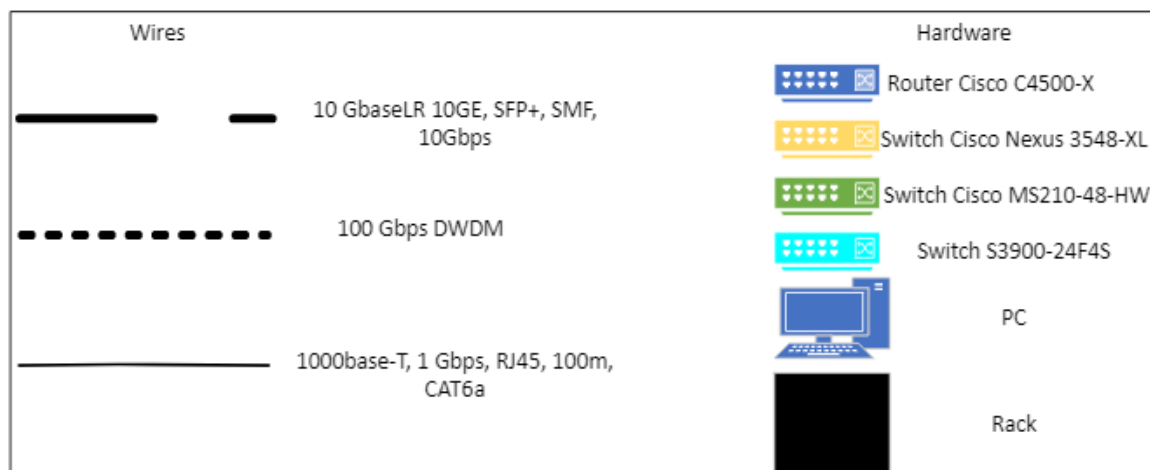 Wires
Hardware
10 GbaseLR 10GE, SFP+, SMF,
10Gbps
100 Gbps DWDM
1000base-T, 1 Gbps, RJ45, 100m,
CAT6a
Router Cisco C4500-X
Switch Cisco Nexus 3548-XL
Switch Cisco MS210-48-HW
Switch S3900-24F4S
PC
Rack